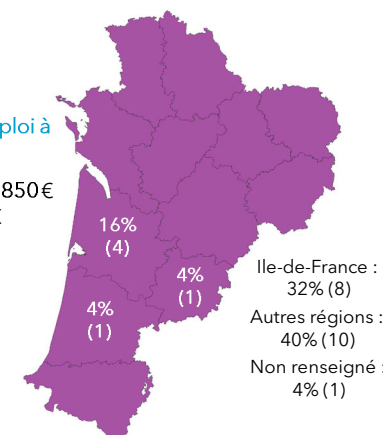 ploi à
850 €
16%
(4)
4%
(1)
4%
(1)
Ile-de-France :
32% (8)
Autres régions :
40% (10)
Non renseigné :
4% (1)